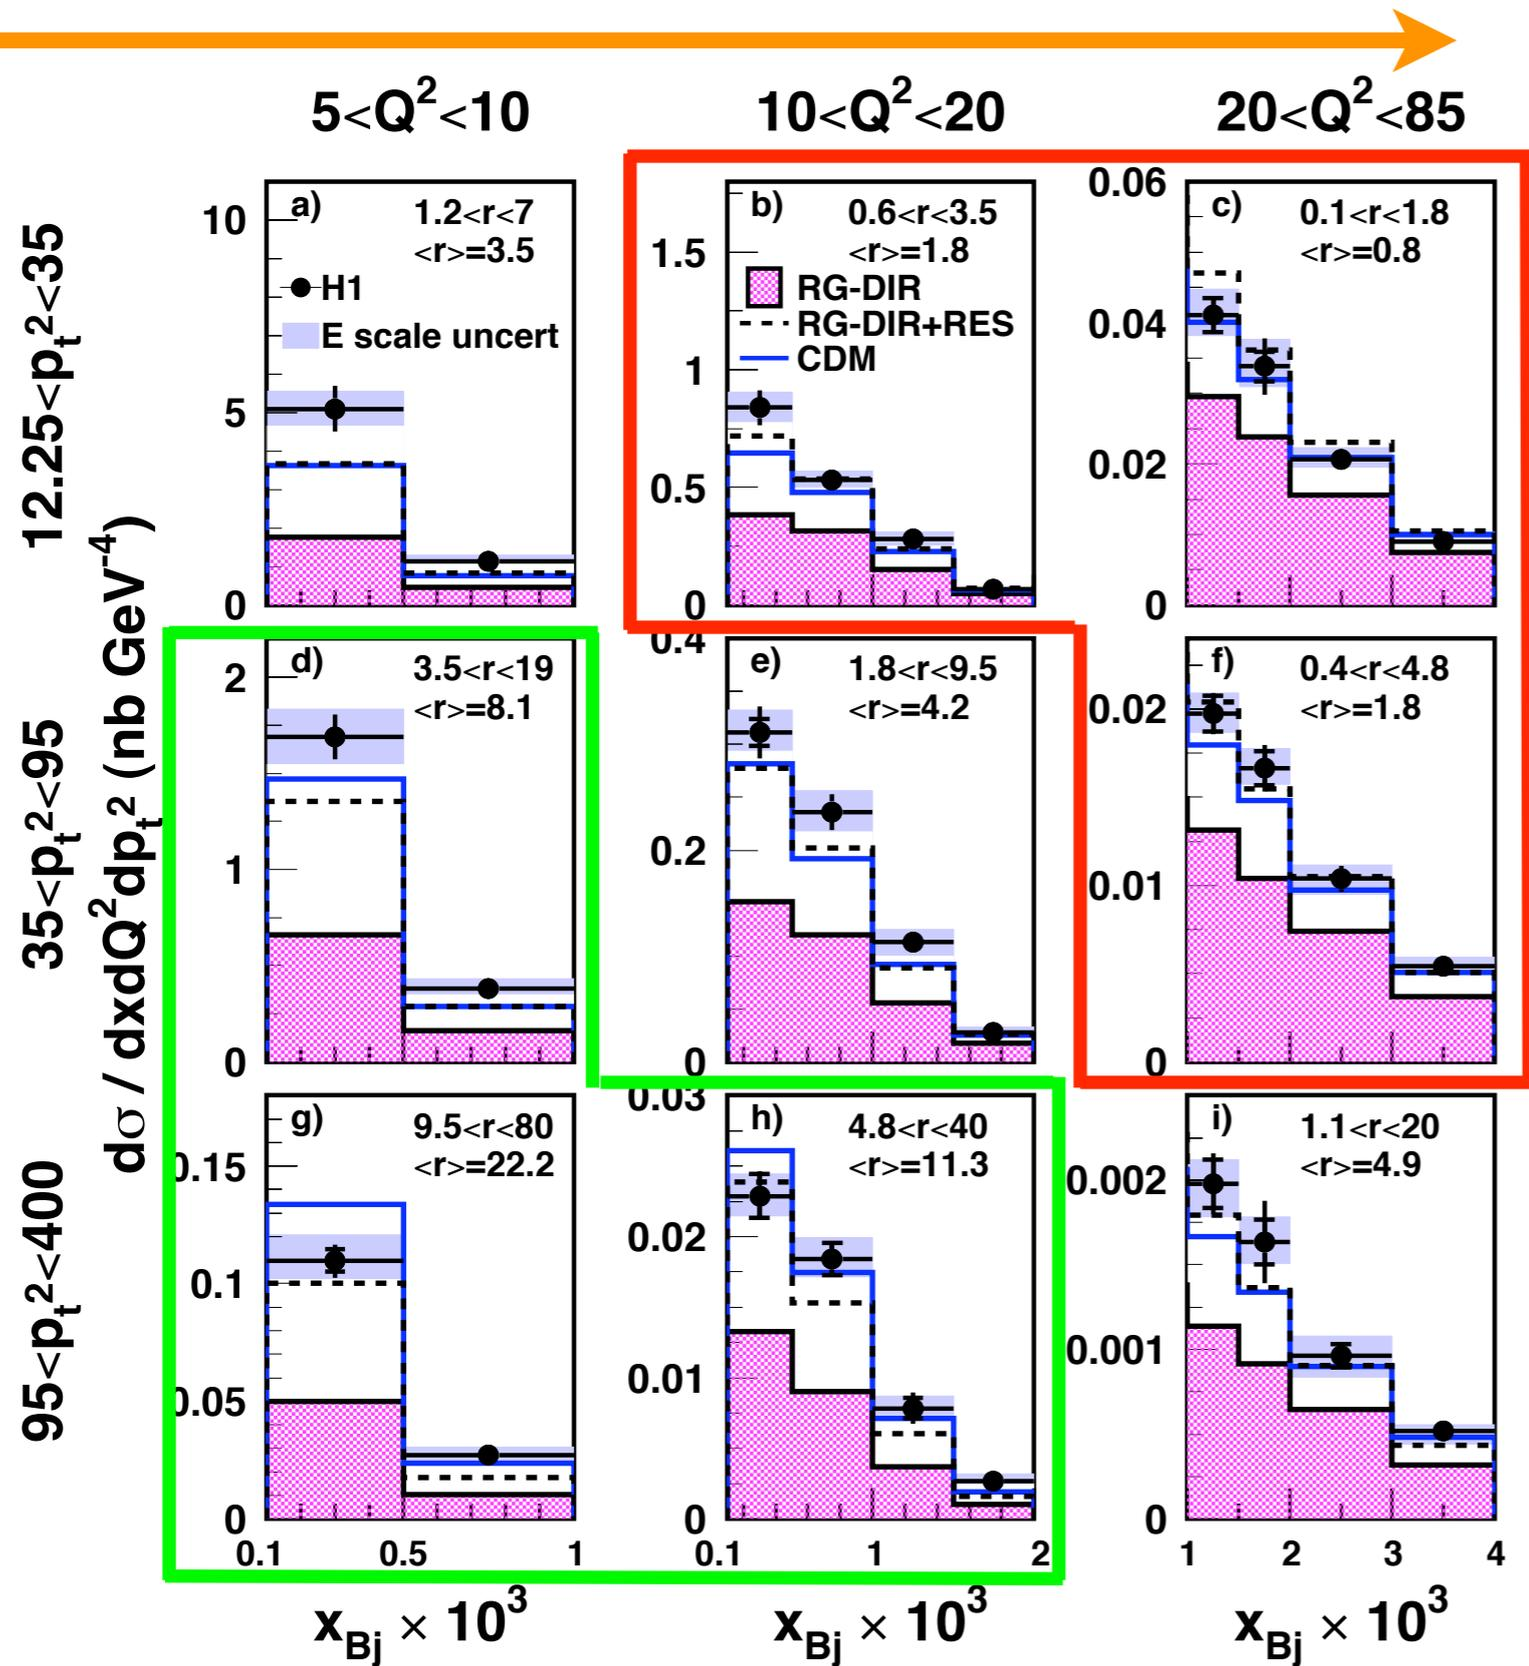 5<Q²<10 10<Q²<20 20<Q²<85
12.25<pₜ²<35
35<pₜ²<95
95<pₜ²<400
dσ / dxdQ²dpₜ² (nb GeV⁻⁴)
a) 1.2<r<7
<r>=3.5
H1
E scale uncert
10
5
0
b) 0.6<r<3.5
<r>=1.8
RG-DIR
RG-DIR+RES
CDM
1.5
1
0.5
0
c) 0.1<r<1.8
<r>=0.8
0.06
0.04
0.02
0
d) 3.5<r<19
<r>=8.1
2
1
0
e) 1.8<r<9.5
<r>=4.2
0.4
0.2
0
f) 0.4<r<4.8
<r>=1.8
0.02
0.01
0
g) 9.5<r<80
<r>=22.2
0.15
0.1
0.05
0
h) 4.8<r<40
<r>=11.3
0.03
0.02
0.01
0
i) 1.1<r<20
<r>=4.9
0.002
0.001
0
0.1 0.5 1
0.1 1 2
1 2 3 4
x_Bj × 10³ x_Bj × 10³ x_Bj × 10³